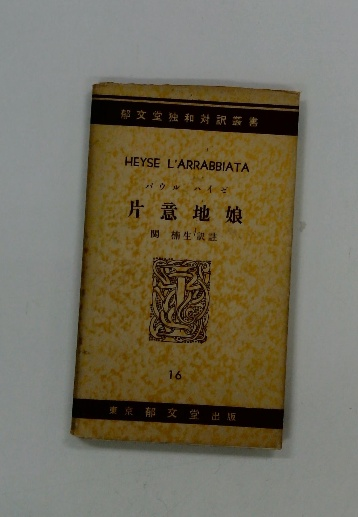 郁文堂独和対訳叢書
HEYSE L'ARRABBIATA
パウル ハイゼ
片意地娘
関 楠生 訳註
16
東京 郁文堂 出版